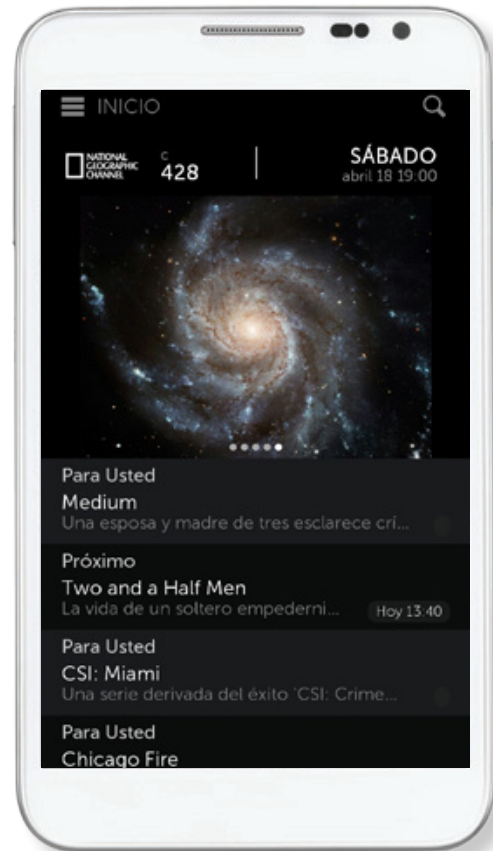 INICIO
NATIONAL
GEOGRAPHIC
CHANNEL
C
428
SÁBADO
abril 18 19:00
Para Usted
Medium
Una esposa y madre de tres esclarece crí...
Próximo
Two and a Half Men
La vida de un soltero empederni...
Hoy 13:40
Para Usted
CSI: Miami
Una serie derivada del éxito 'CSI: Crime...
Para Usted
Chicago Fire